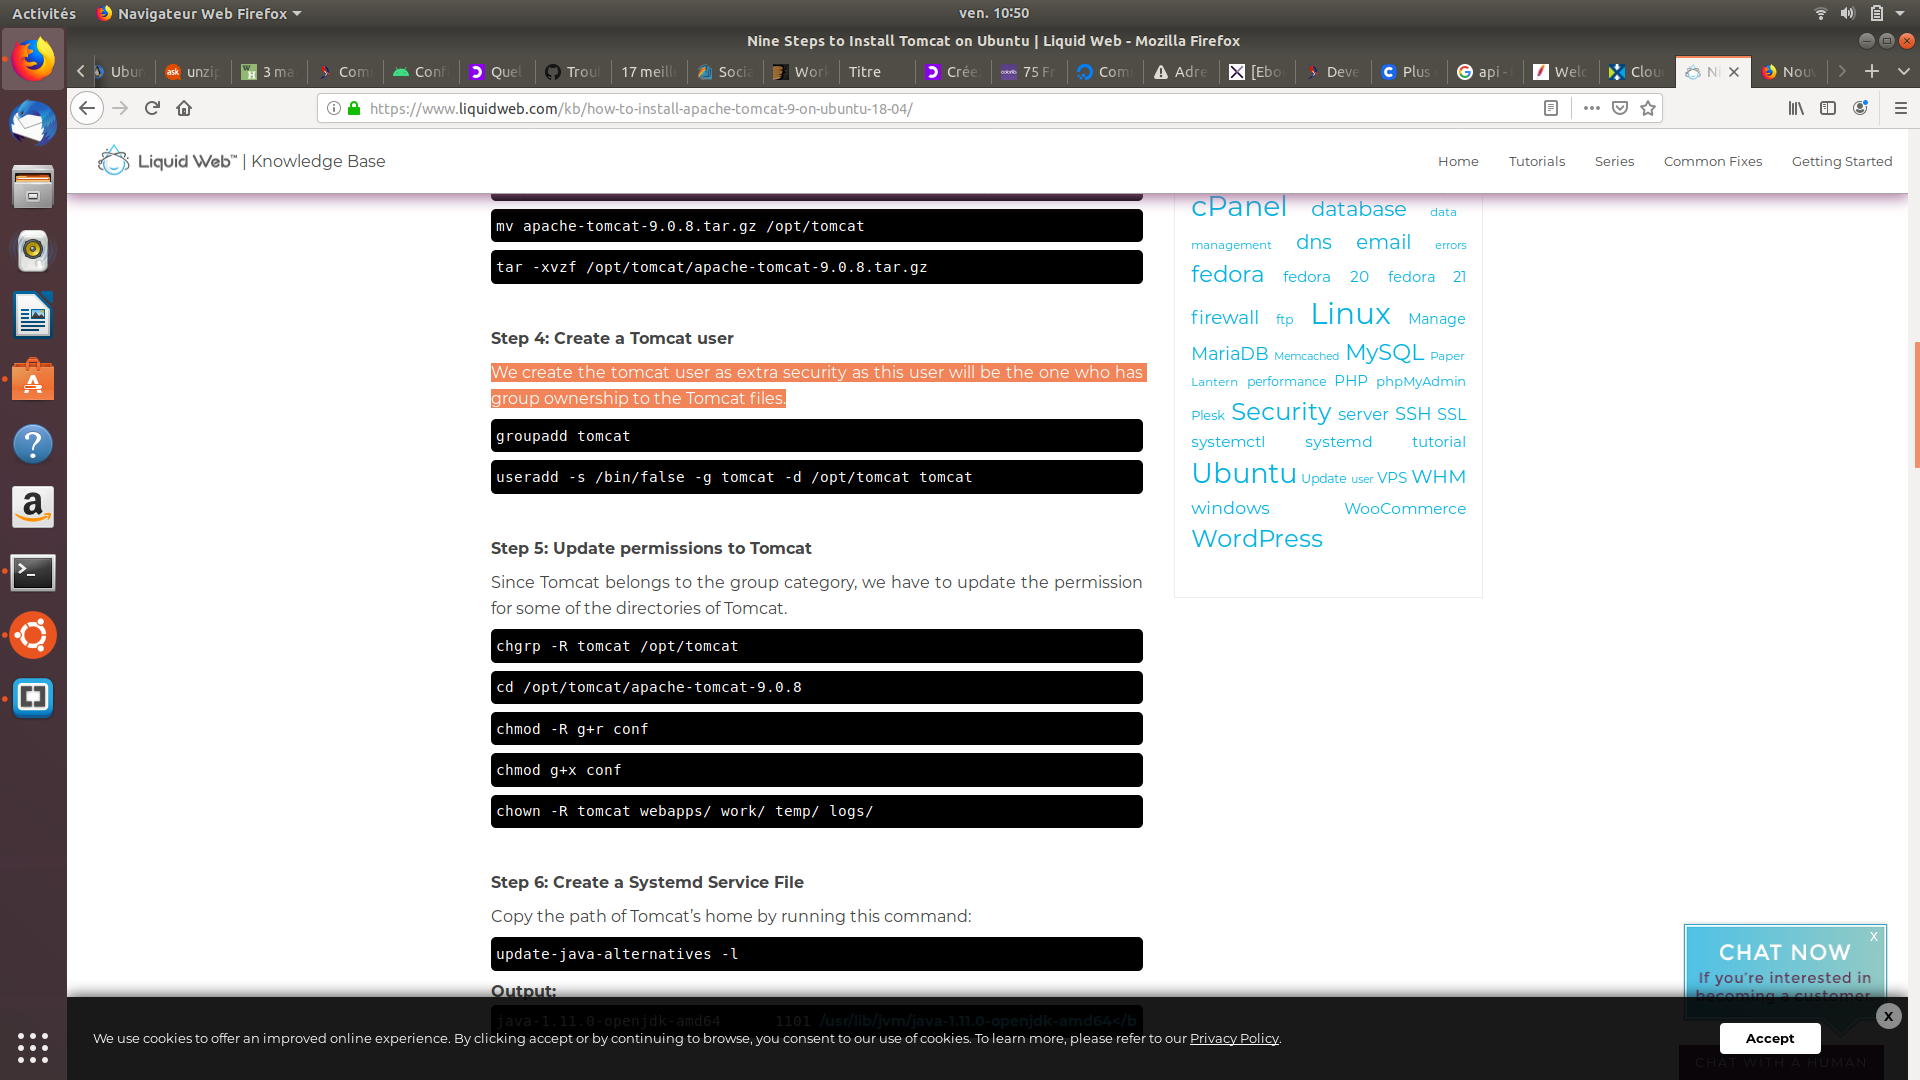 Activités
Navigateur Web Firefox
ven. 10:50
Nine Steps to Install Tomcat on Ubuntu | Liquid Web - Mozilla Firefox
Ubun
unzip
3 ma
Com
Conf
Quel
Trou
17 meille
Socia
Work
Titre
Crée
75 Fr
Com
Adre
[Ebo
Deve
Plus
api -
Welc
Clou
Ni
Nouv
https://www.liquidweb.com/kb/how-to-install-apache-tomcat-9-on-ubuntu-18-04/
Liquid Web™ | Knowledge Base
Home
Tutorials
Series
Common Fixes
Getting Started
mv apache-tomcat-9.0.8.tar.gz /opt/tomcat
tar -xvzf /opt/tomcat/apache-tomcat-9.0.8.tar.gz
Step 4: Create a Tomcat user
We create the tomcat user as extra security as this user will be the one who has
group ownership to the Tomcat files.
groupadd tomcat
useradd -s /bin/false -g tomcat -d /opt/tomcat tomcat
Step 5: Update permissions to Tomcat
Since Tomcat belongs to the group category, we have to update the permission
for some of the directories of Tomcat.
chgrp -R tomcat /opt/tomcat
cd /opt/tomcat/apache-tomcat-9.0.8
chmod -R g+r conf
chmod g+x conf
chown -R tomcat webapps/ work/ temp/ logs/
Step 6: Create a Systemd Service File
Copy the path of Tomcat’s home by running this command:
update-java-alternatives -l
Output:
java-1.11.0-openjdk-amd64 1101 /usr/lib/jvm/java-1.11.0-openjdk-amd64</b
cPanel database data
management dns email errors
fedora fedora 20 fedora 21
firewall ftp Linux Manage
MariaDB Memcached MySQL Paper
Lantern performance PHP phpMyAdmin
Plesk Security server SSH SSL
systemctl systemd tutorial
Ubuntu Update user VPS WHM
windows WooCommerce
WordPress
X
CHAT NOW
If you're interested in
becoming a customer
X
We use cookies to offer an improved online experience. By clicking accept or by continuing to browse, you consent to our use of cookies. To learn more, please refer to our Privacy Policy.
Accept
CHAT WITH A HUMAN